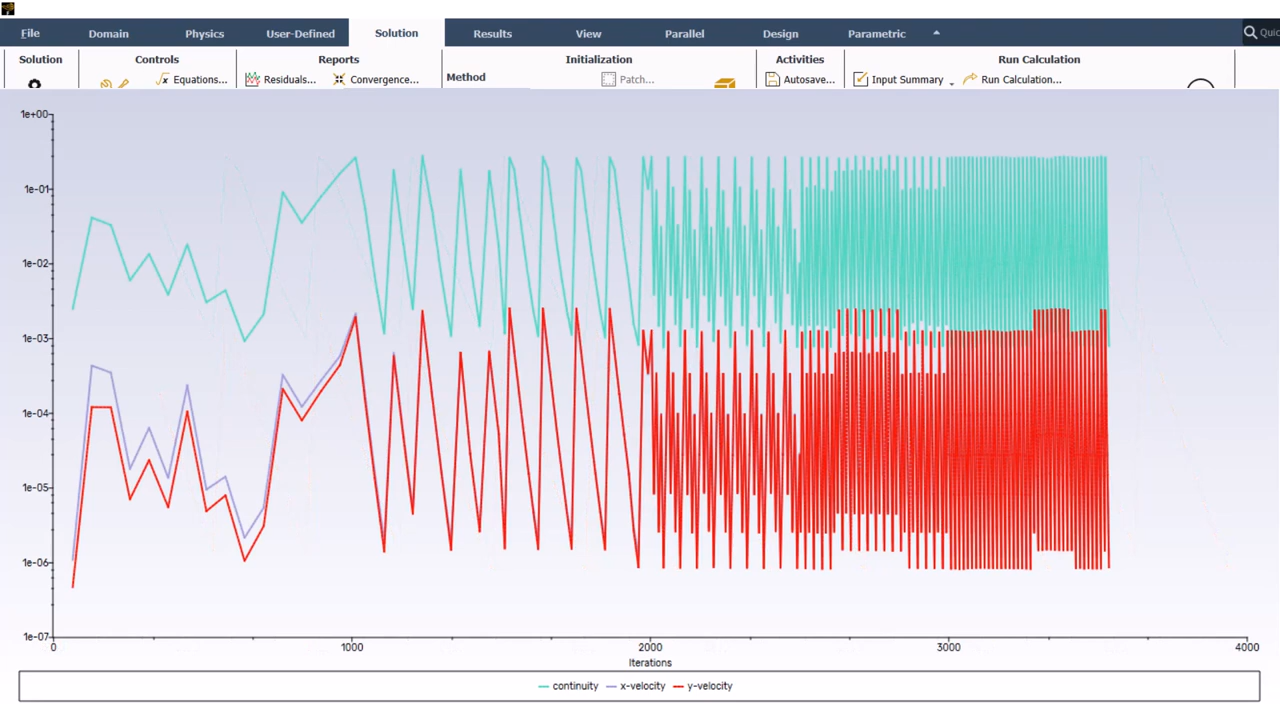 File Domain Physics User-Defined Solution Results View Parallel Design Parametric Quic
Solution Controls Reports Initialization Activities Run Calculation
Equations... Residuals... Convergence... Method Patch... Autosave... Input Summary Run Calculation...
1e+00
1e-01
1e-02
1e-03
1e-04
1e-05
1e-06
1e-07
0 1000 2000 3000 4000
Iterations
continuity x-velocity y-velocity